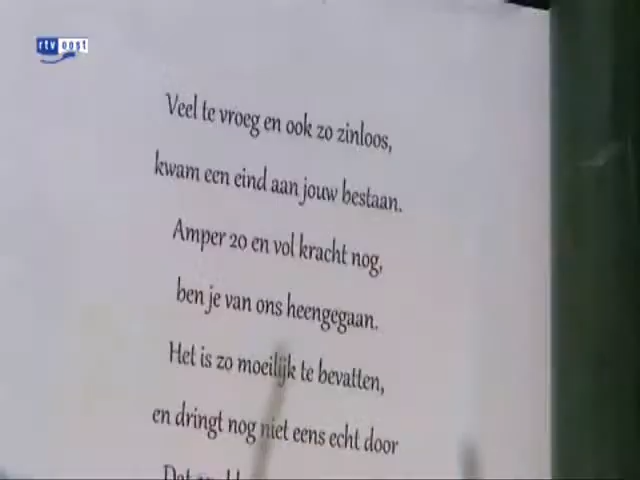 rtv oost
Veel te vroeg en ook zo zinloos,
kwam een eind aan jouw bestaan.
Amper 20 en vol kracht nog,
ben je van ons heengegaan.
Het is zo moeilijk te bevatten,
en dringt nog niet eens echt door